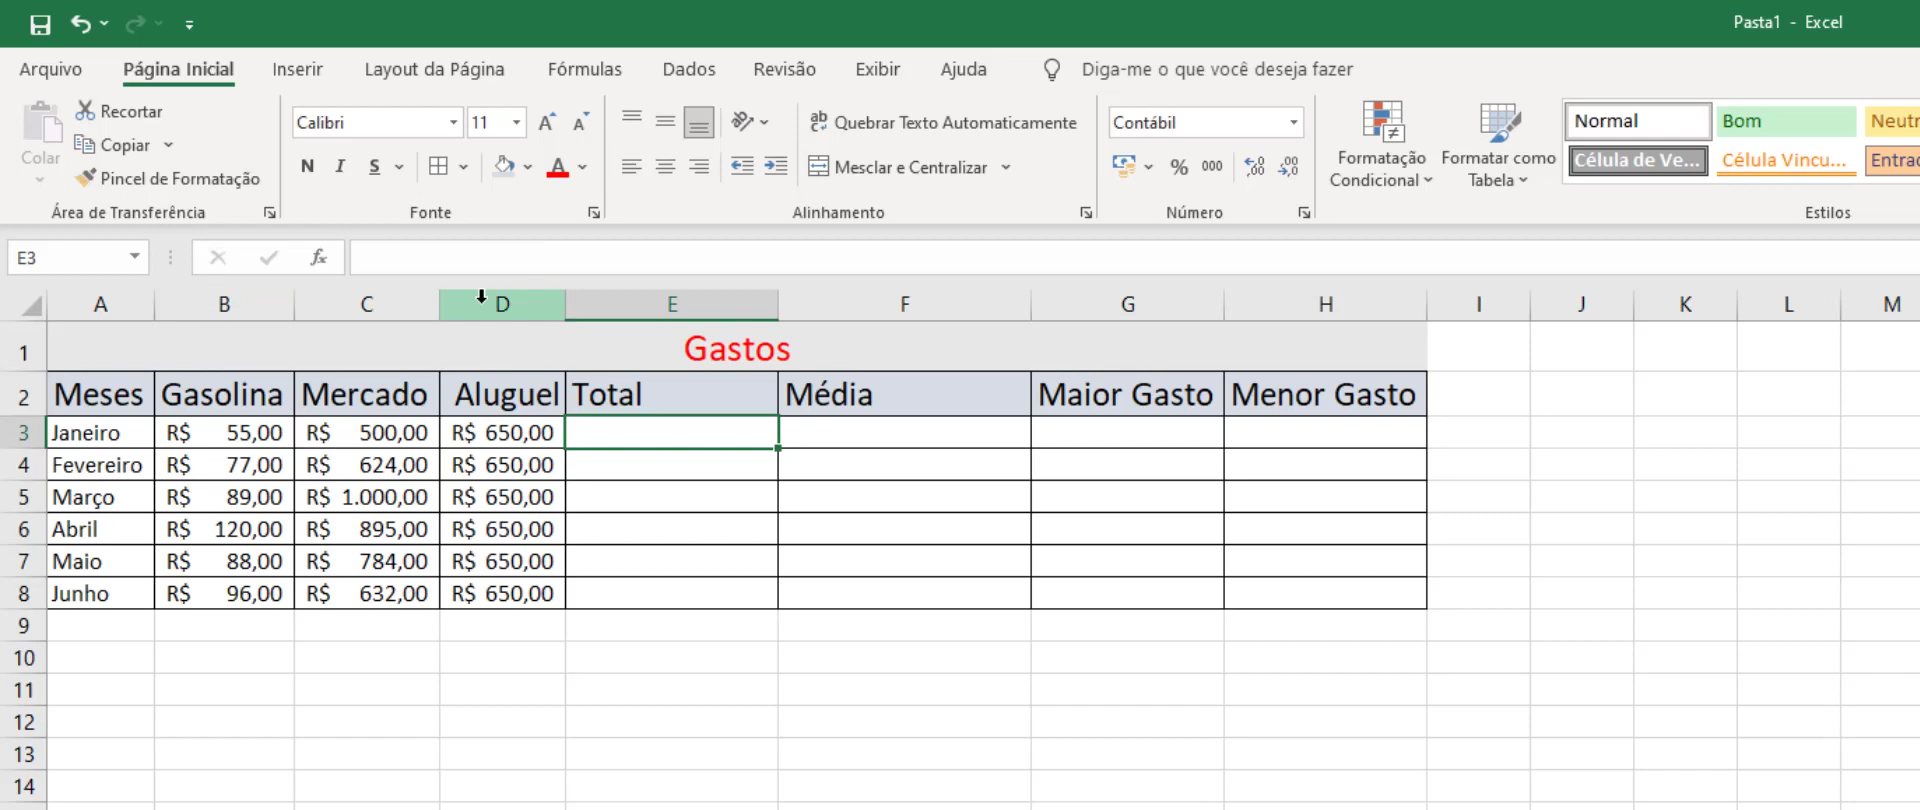 Pasta1 - Excel
Arquivo Página Inicial Inserir Layout da Página Fórmulas Dados Revisão Exibir Ajuda Diga-me o que você deseja fazer
Colar
Recortar
Copiar
Pincel de Formatação
Área de Transferência
Calibri 11
N I S A
Fonte
Quebrar Texto Automaticamente
Mesclar e Centralizar
Alinhamento
Contábil
% 000
Número
Formatação Condicional
Formatar como Tabela
Normal Bom Neutr
Célula de Ve... Célula Vincu... Entrad
Estilos
E3 fx
A B C D E F G H I J K L M
1 Gastos
2 Meses Gasolina Mercado Aluguel Total Média Maior Gasto Menor Gasto
3 Janeiro R$ 55,00 R$ 500,00 R$ 650,00
4 Fevereiro R$ 77,00 R$ 624,00 R$ 650,00
5 Março R$ 89,00 R$ 1.000,00 R$ 650,00
6 Abril R$ 120,00 R$ 895,00 R$ 650,00
7 Maio R$ 88,00 R$ 784,00 R$ 650,00
8 Junho R$ 96,00 R$ 632,00 R$ 650,00
9
10
11
12
13
14